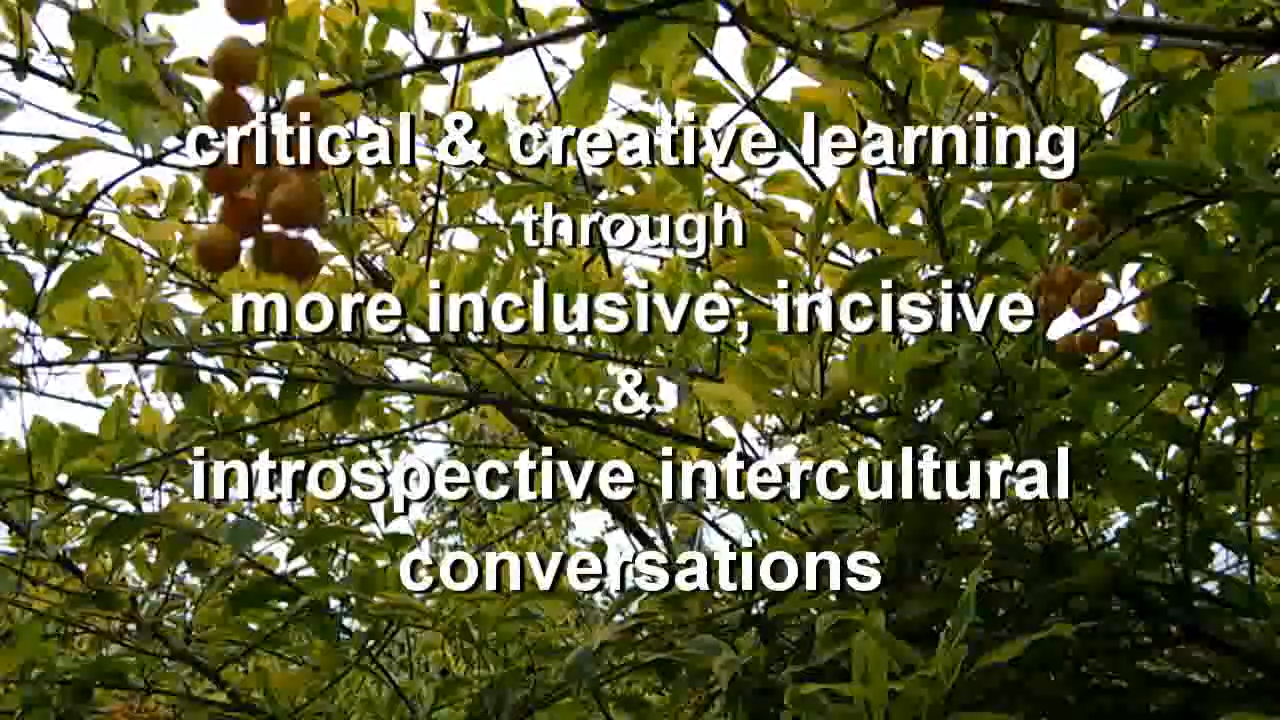 critical & creative learning
through
more inclusive, incisive
&
introspective intercultural
conversations